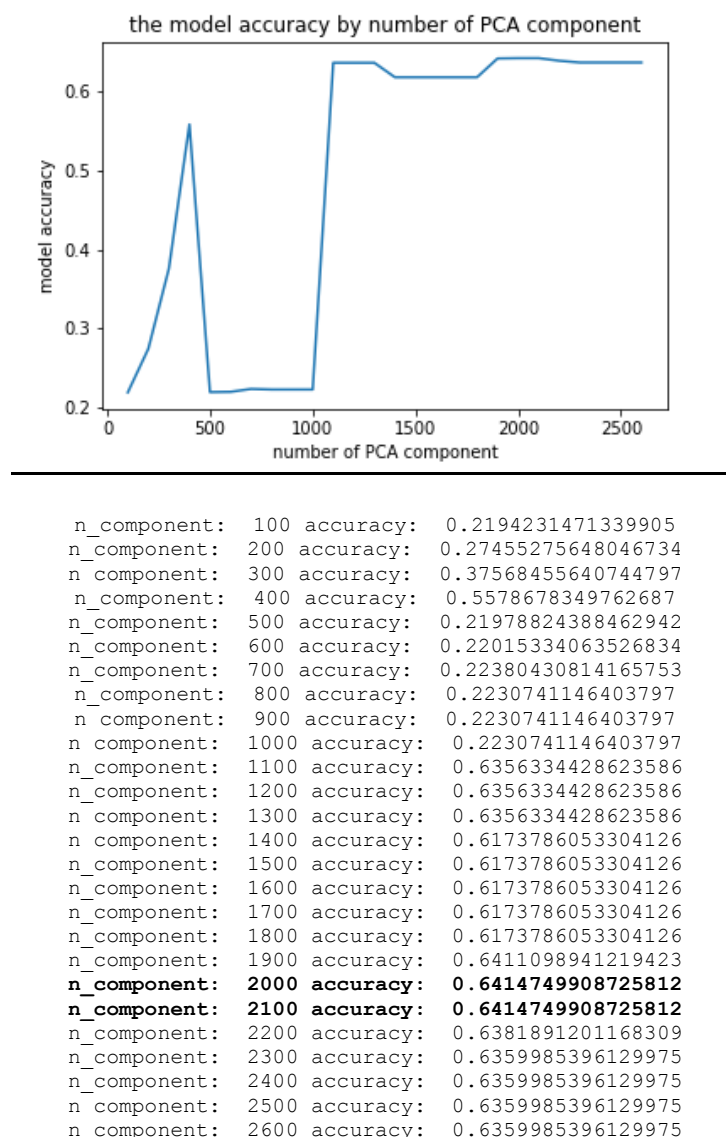 the model accuracy by number of PCA component
0.6
0.5
0.4
0.3
0.2
model accuracy
0 500 1000 1500 2000 2500
number of PCA component
n_component: 100 accuracy: 0.2194231471339905
n_component: 200 accuracy: 0.27455275648046734
n_component: 300 accuracy: 0.37568455640744797
n_component: 400 accuracy: 0.5578678349762687
n_component: 500 accuracy: 0.21978824388462942
n_component: 600 accuracy: 0.22015334063526834
n_component: 700 accuracy: 0.22380430814165753
n_component: 800 accuracy: 0.2230741146403797
n_component: 900 accuracy: 0.2230741146403797
n_component: 1000 accuracy: 0.2230741146403797
n_component: 1100 accuracy: 0.6356334428623586
n_component: 1200 accuracy: 0.6356334428623586
n_component: 1300 accuracy: 0.6356334428623586
n_component: 1400 accuracy: 0.6173786053304126
n_component: 1500 accuracy: 0.6173786053304126
n_component: 1600 accuracy: 0.6173786053304126
n_component: 1700 accuracy: 0.6173786053304126
n_component: 1800 accuracy: 0.6173786053304126
n_component: 1900 accuracy: 0.6411098941219423
n_component: 2000 accuracy: 0.6414749908725812
n_component: 2100 accuracy: 0.6414749908725812
n_component: 2200 accuracy: 0.6381891201168309
n_component: 2300 accuracy: 0.6359985396129975
n_component: 2400 accuracy: 0.6359985396129975
n_component: 2500 accuracy: 0.6359985396129975
n_component: 2600 accuracy: 0.6359985396129975